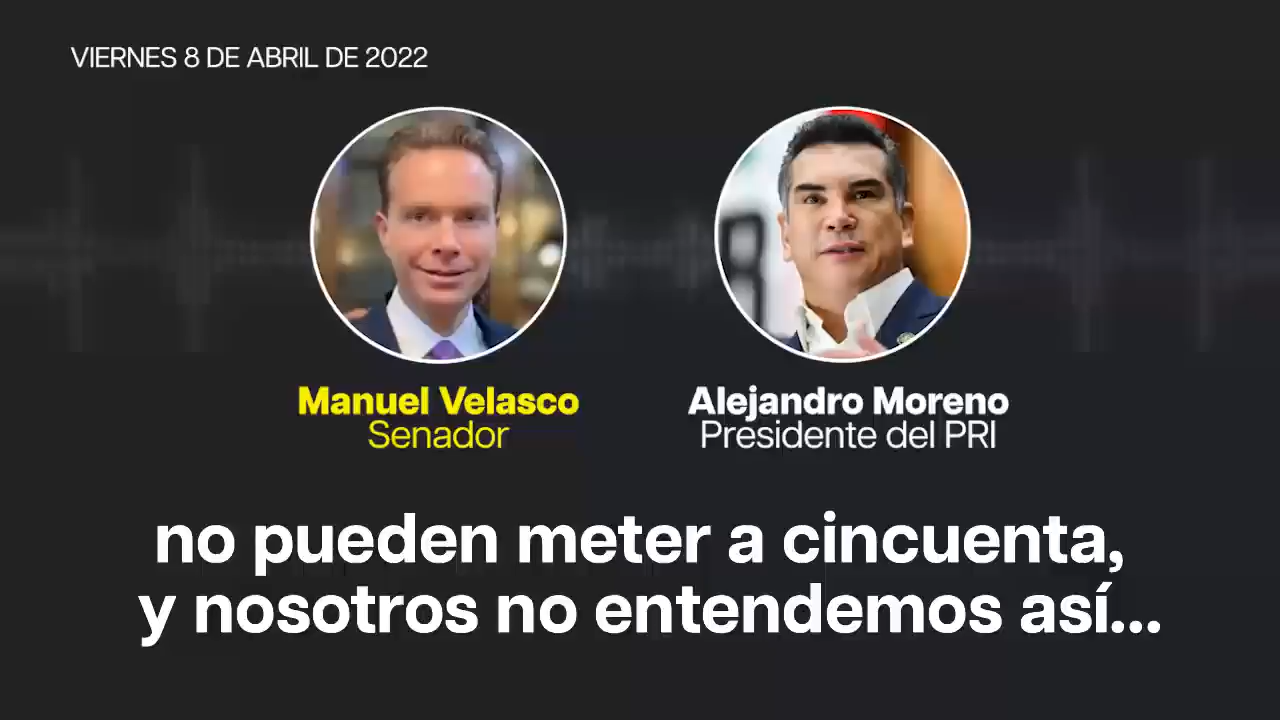 VIERNES 8 DE ABRIL DE 2022
Manuel Velasco
Senador
Alejandro Moreno
Presidente del PRI
no pueden meter a cincuenta,
y nosotros no entendemos así...